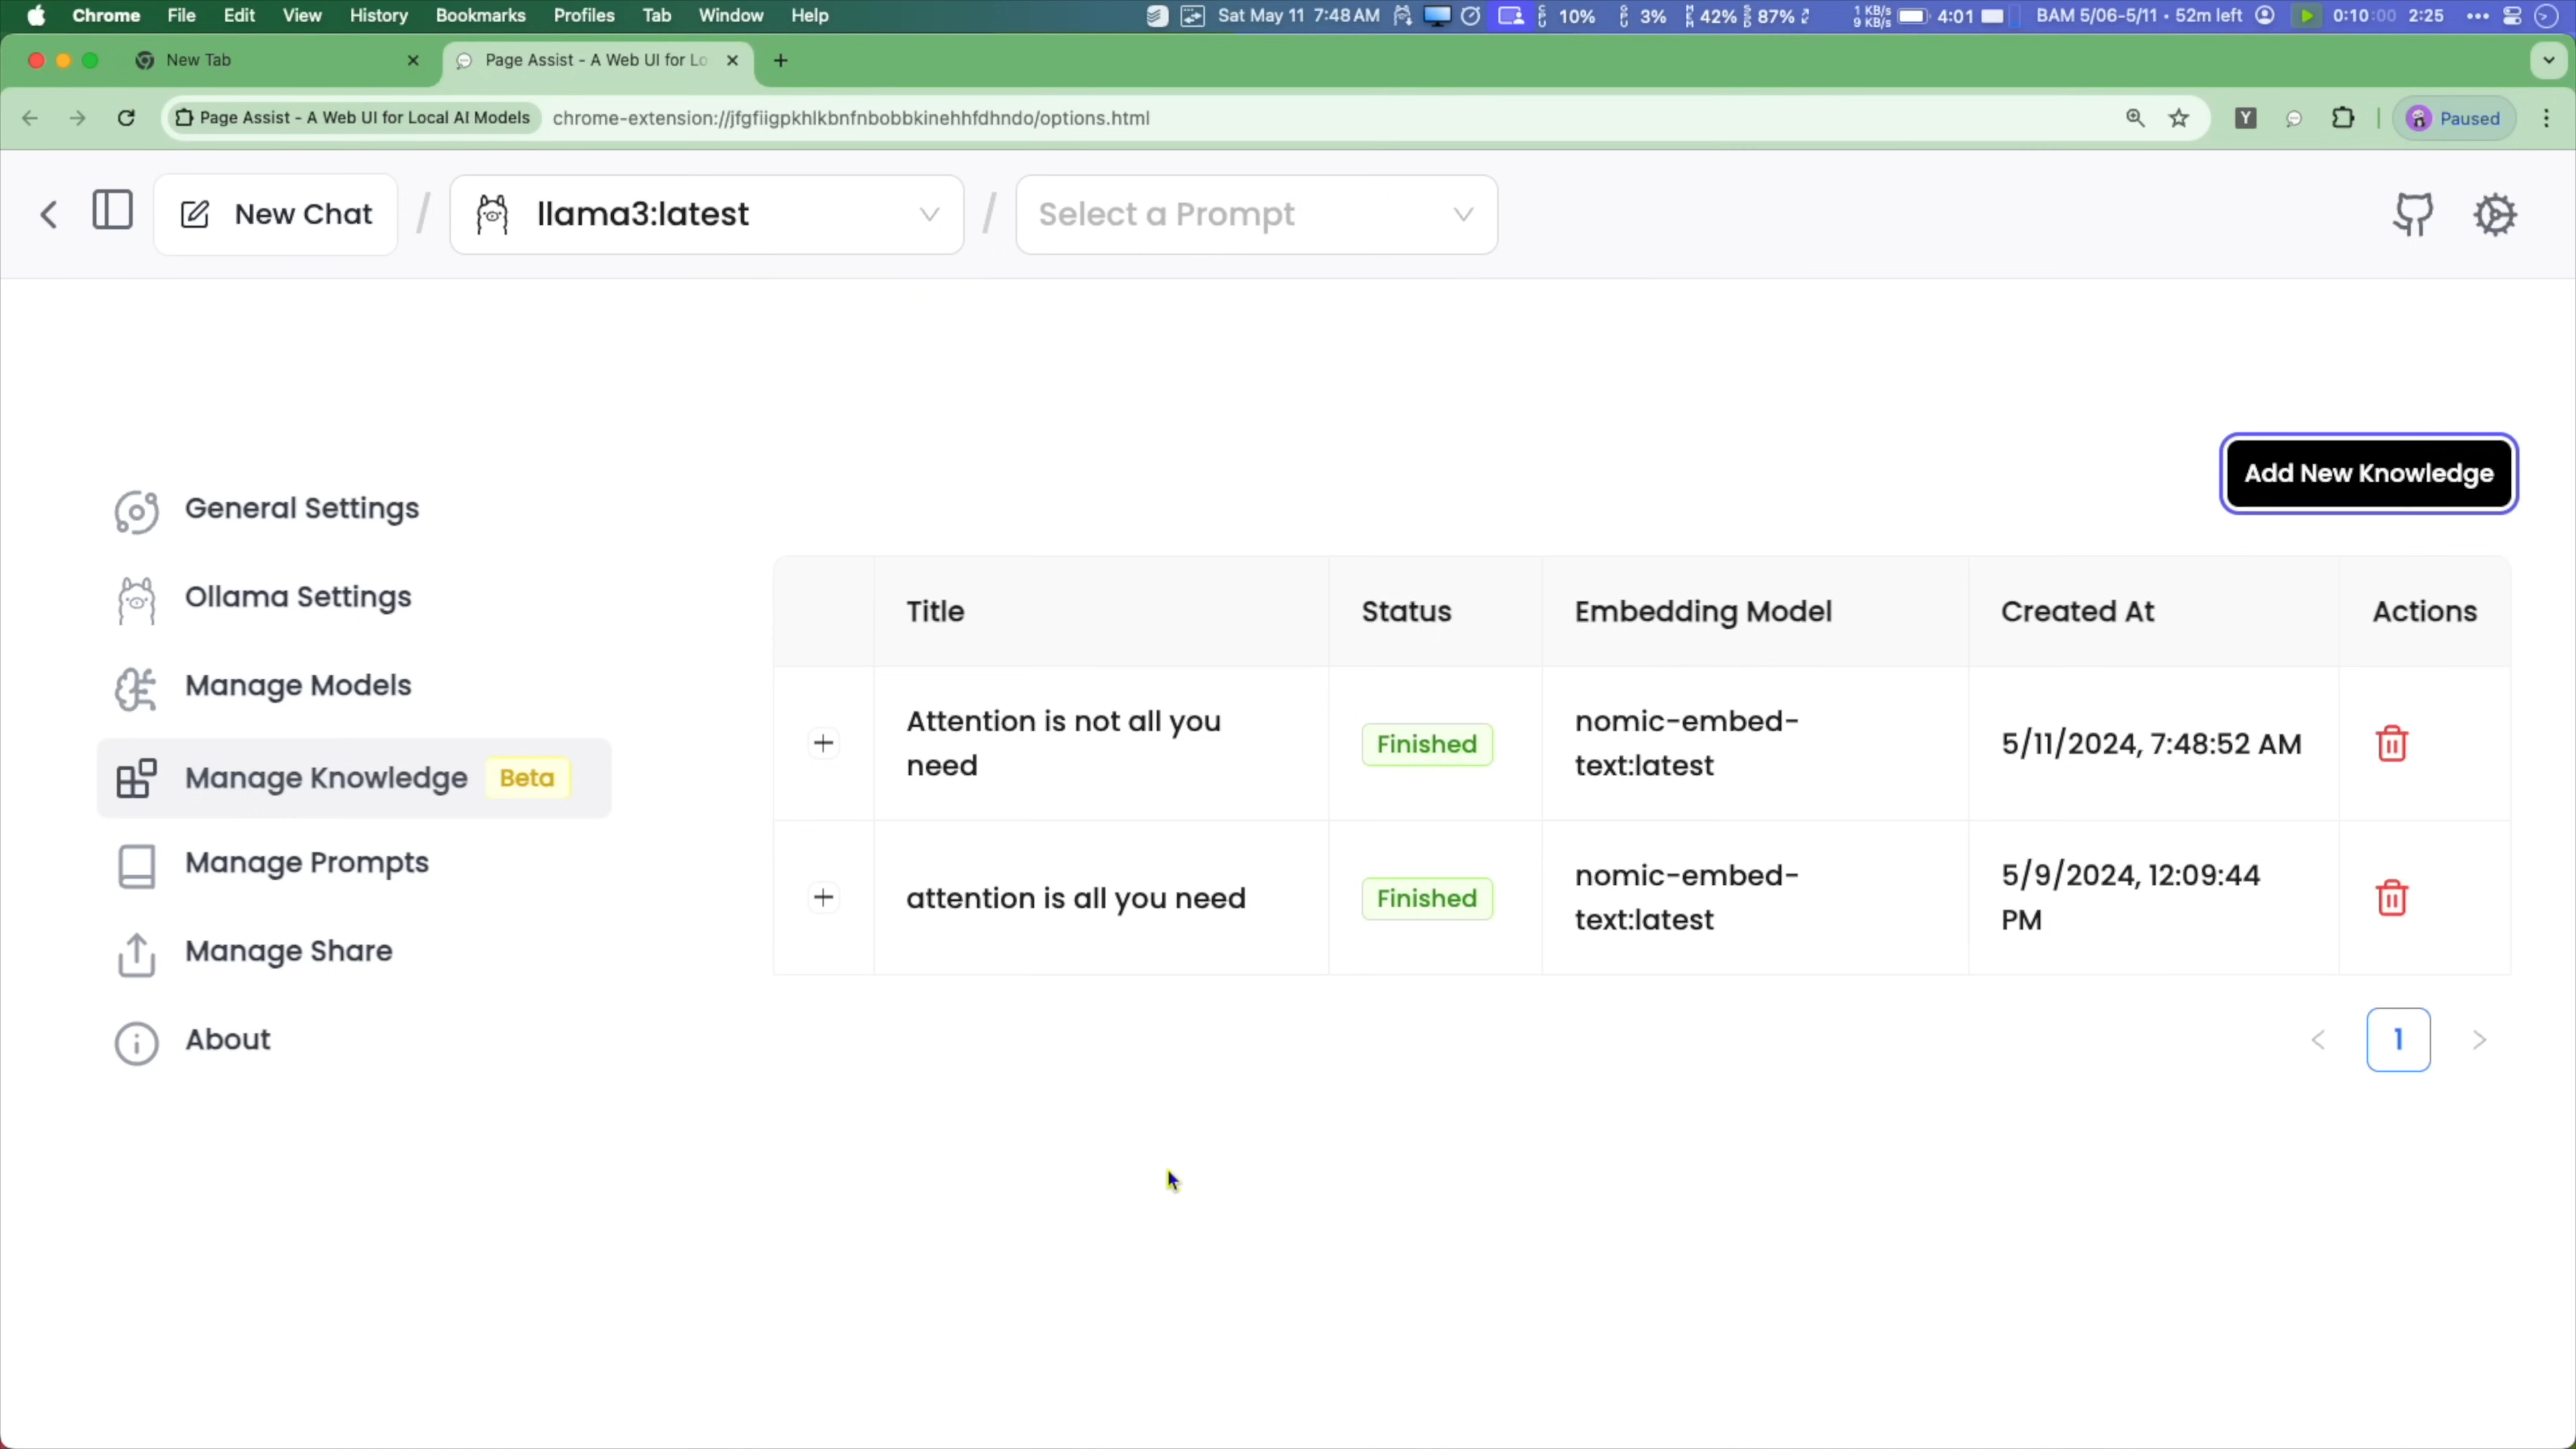 Chrome File Edit View History Bookmarks Profiles Tab Window Help Sat May 11 7:48 AM 10% 3% 42% 87% 1 KB/s 9 KB/s 4:01 BAM 5/06-5/11 • 52m left 0:10:00 2:25
New Tab Page Assist - A Web UI for Lo
Page Assist - A Web UI for Local AI Models chrome-extension://jfgfiigpkhlkbnfnbobbkinehhfdhndo/options.html Y Paused
New Chat / llama3:latest / Select a Prompt
Add New Knowledge
General Settings
Ollama Settings
Manage Models
Manage Knowledge Beta
Manage Prompts
Manage Share
About
Title Status Embedding Model Created At Actions
Attention is not all you
need
Finished
nomic-embed-
text:latest
5/11/2024, 7:48:52 AM
attention is all you need
Finished
nomic-embed-
text:latest
5/9/2024, 12:09:44
PM
1